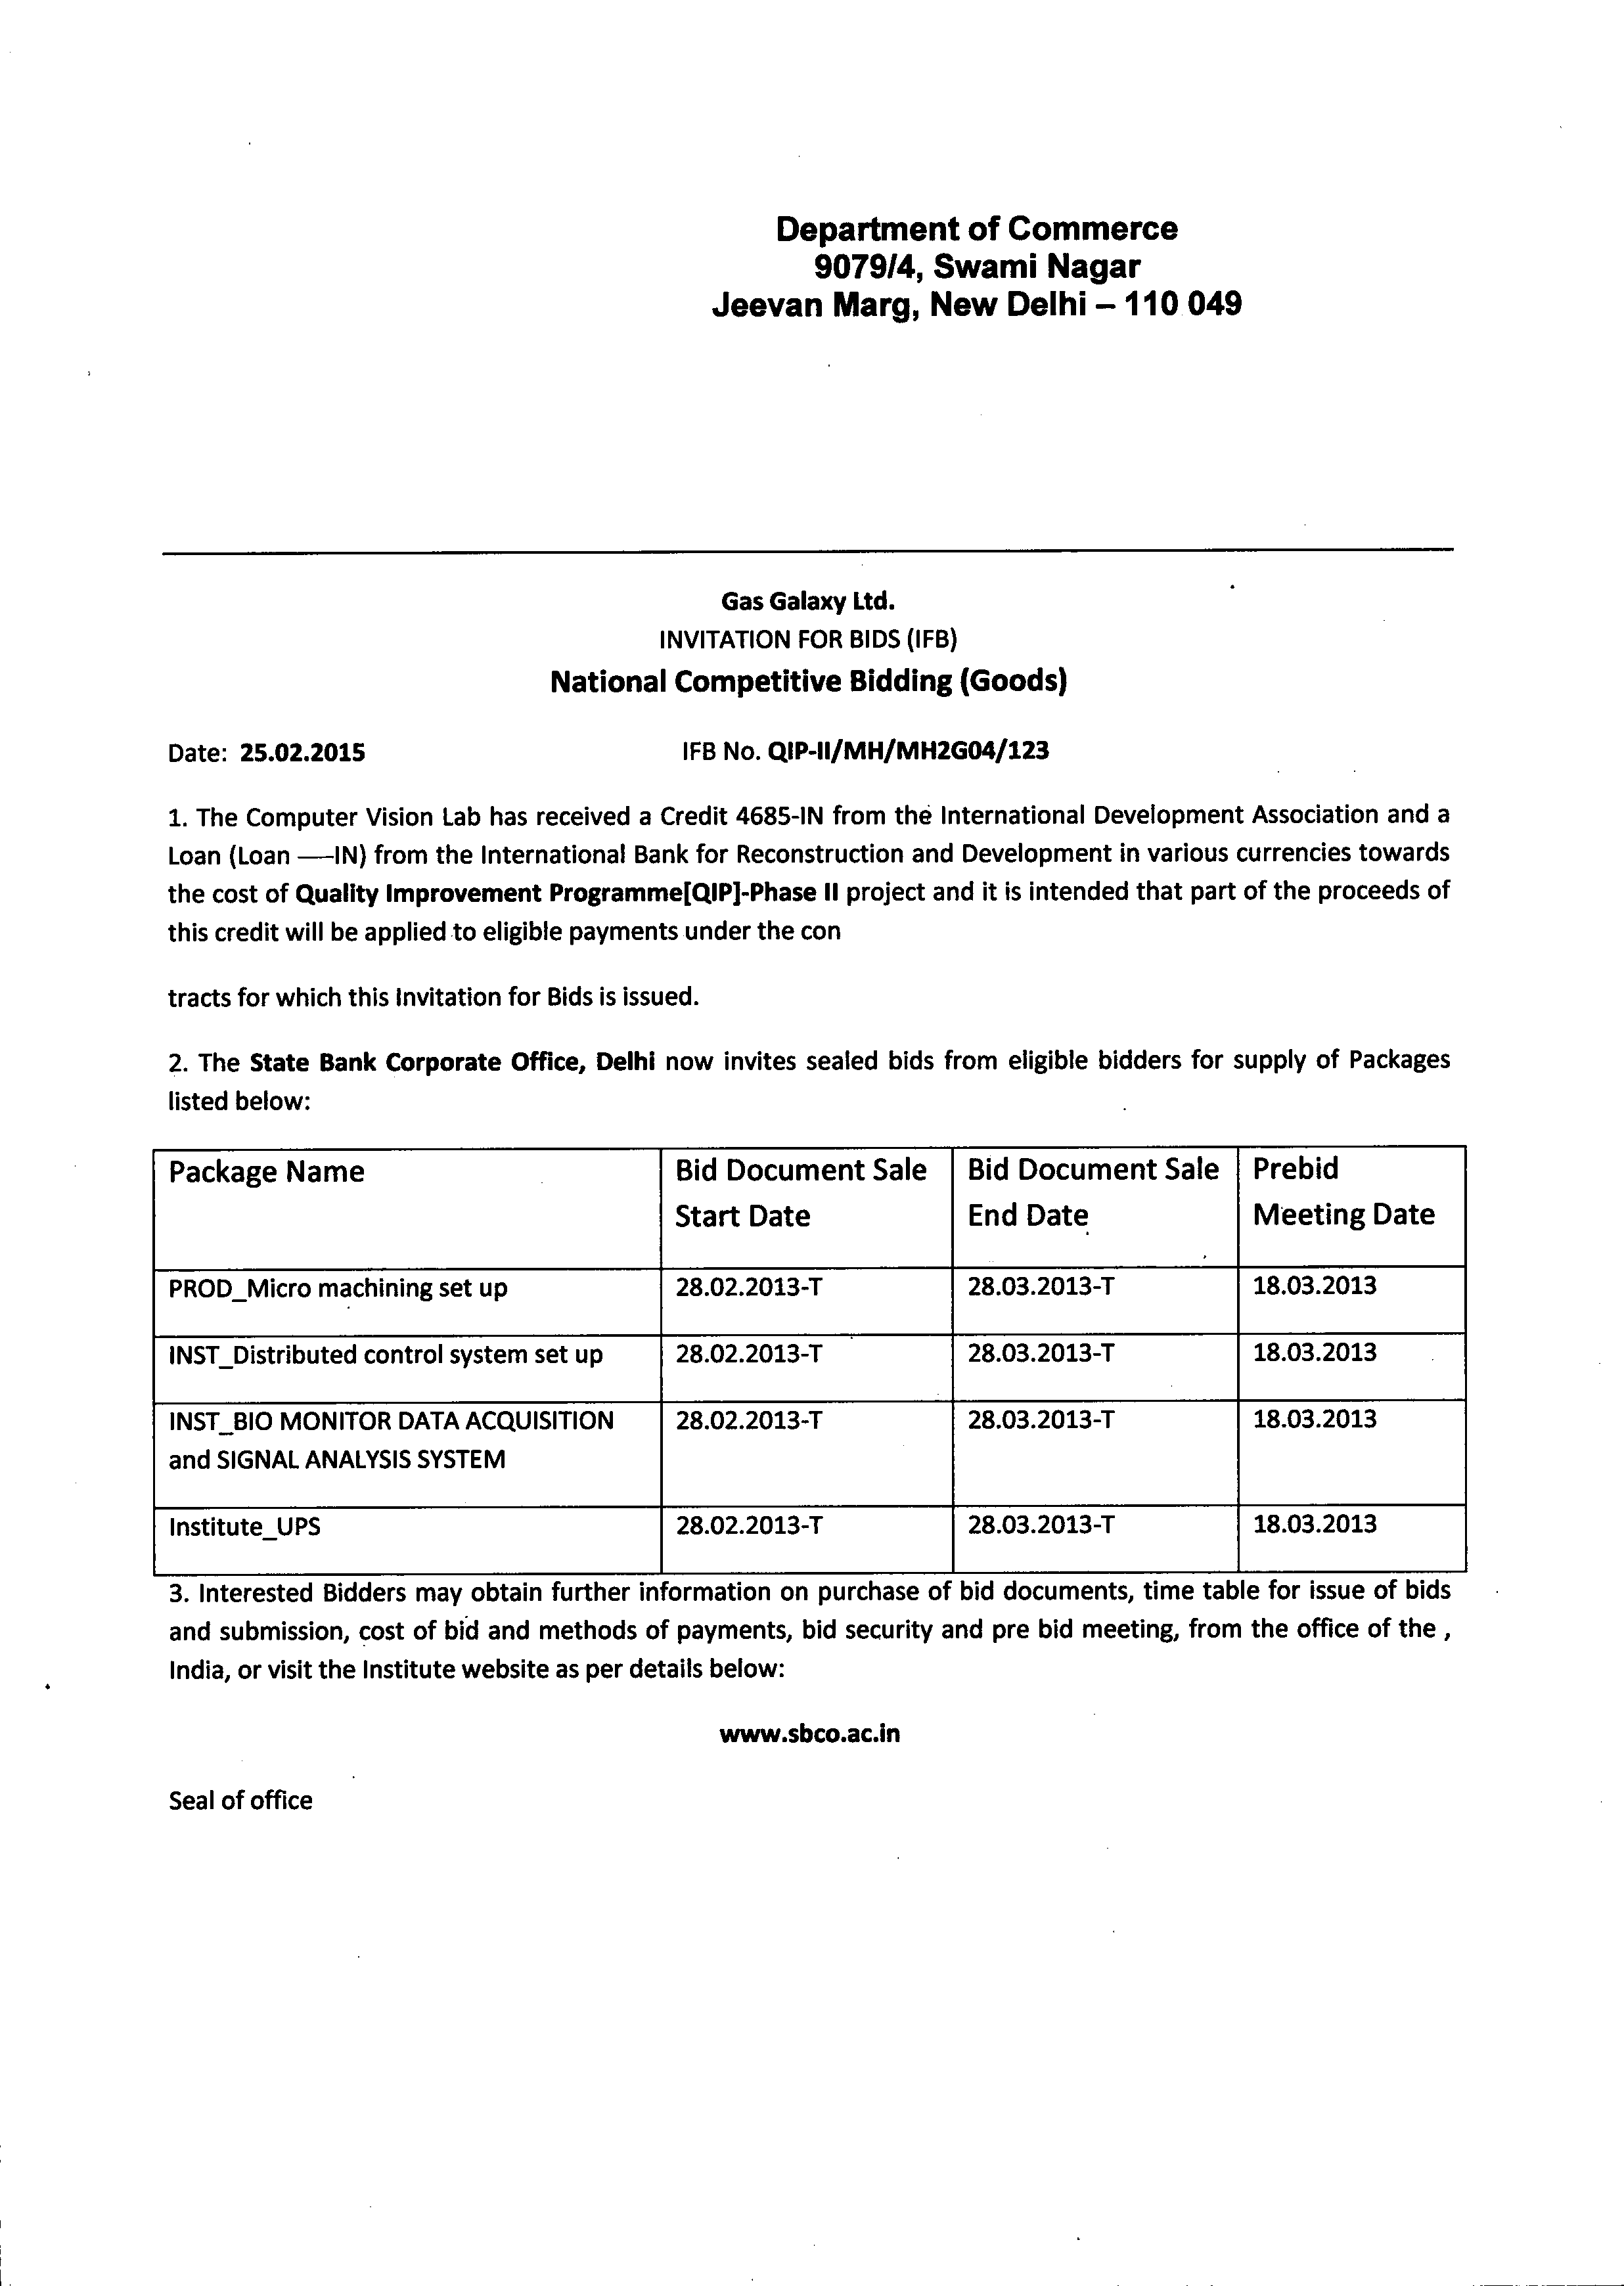 Department of Commerce
9079/4, Swami Nagar
Jeevan Marg, New Delhi – 110 049
Gas Galaxy Ltd.
INVITATION FOR BIDS (IFB)
National Competitive Bidding (Goods)
Date: 25.02.2015 IFB No. QIP-II/MH/MH2G04/123
1. The Computer Vision Lab has received a Credit 4685-IN from the International Development Association and a
Loan (Loan —–IN) from the International Bank for Reconstruction and Development in various currencies towards
the cost of Quality Improvement Programme[QIP]-Phase II project and it is intended that part of the proceeds of
this credit will be applied to eligible payments under the con
tracts for which this Invitation for Bids is issued.
2. The State Bank Corporate Office, Delhi now invites sealed bids from eligible bidders for supply of Packages
listed below:
Package Name Bid Document Sale Bid Document Sale Prebid
Start Date End Date Meeting Date
PROD_Micro machining set up 28.02.2013-T 28.03.2013-T 18.03.2013
INST_Distributed control system set up 28.02.2013-T 28.03.2013-T 18.03.2013
INST_BIO MONITOR DATA ACQUISITION 28.02.2013-T 28.03.2013-T 18.03.2013
and SIGNAL ANALYSIS SYSTEM
Institute_UPS 28.02.2013-T 28.03.2013-T 18.03.2013
3. Interested Bidders may obtain further information on purchase of bid documents, time table for issue of bids
and submission, cost of bid and methods of payments, bid security and pre bid meeting, from the office of the ,
India, or visit the Institute website as per details below:
www.sbco.ac.in
Seal of office